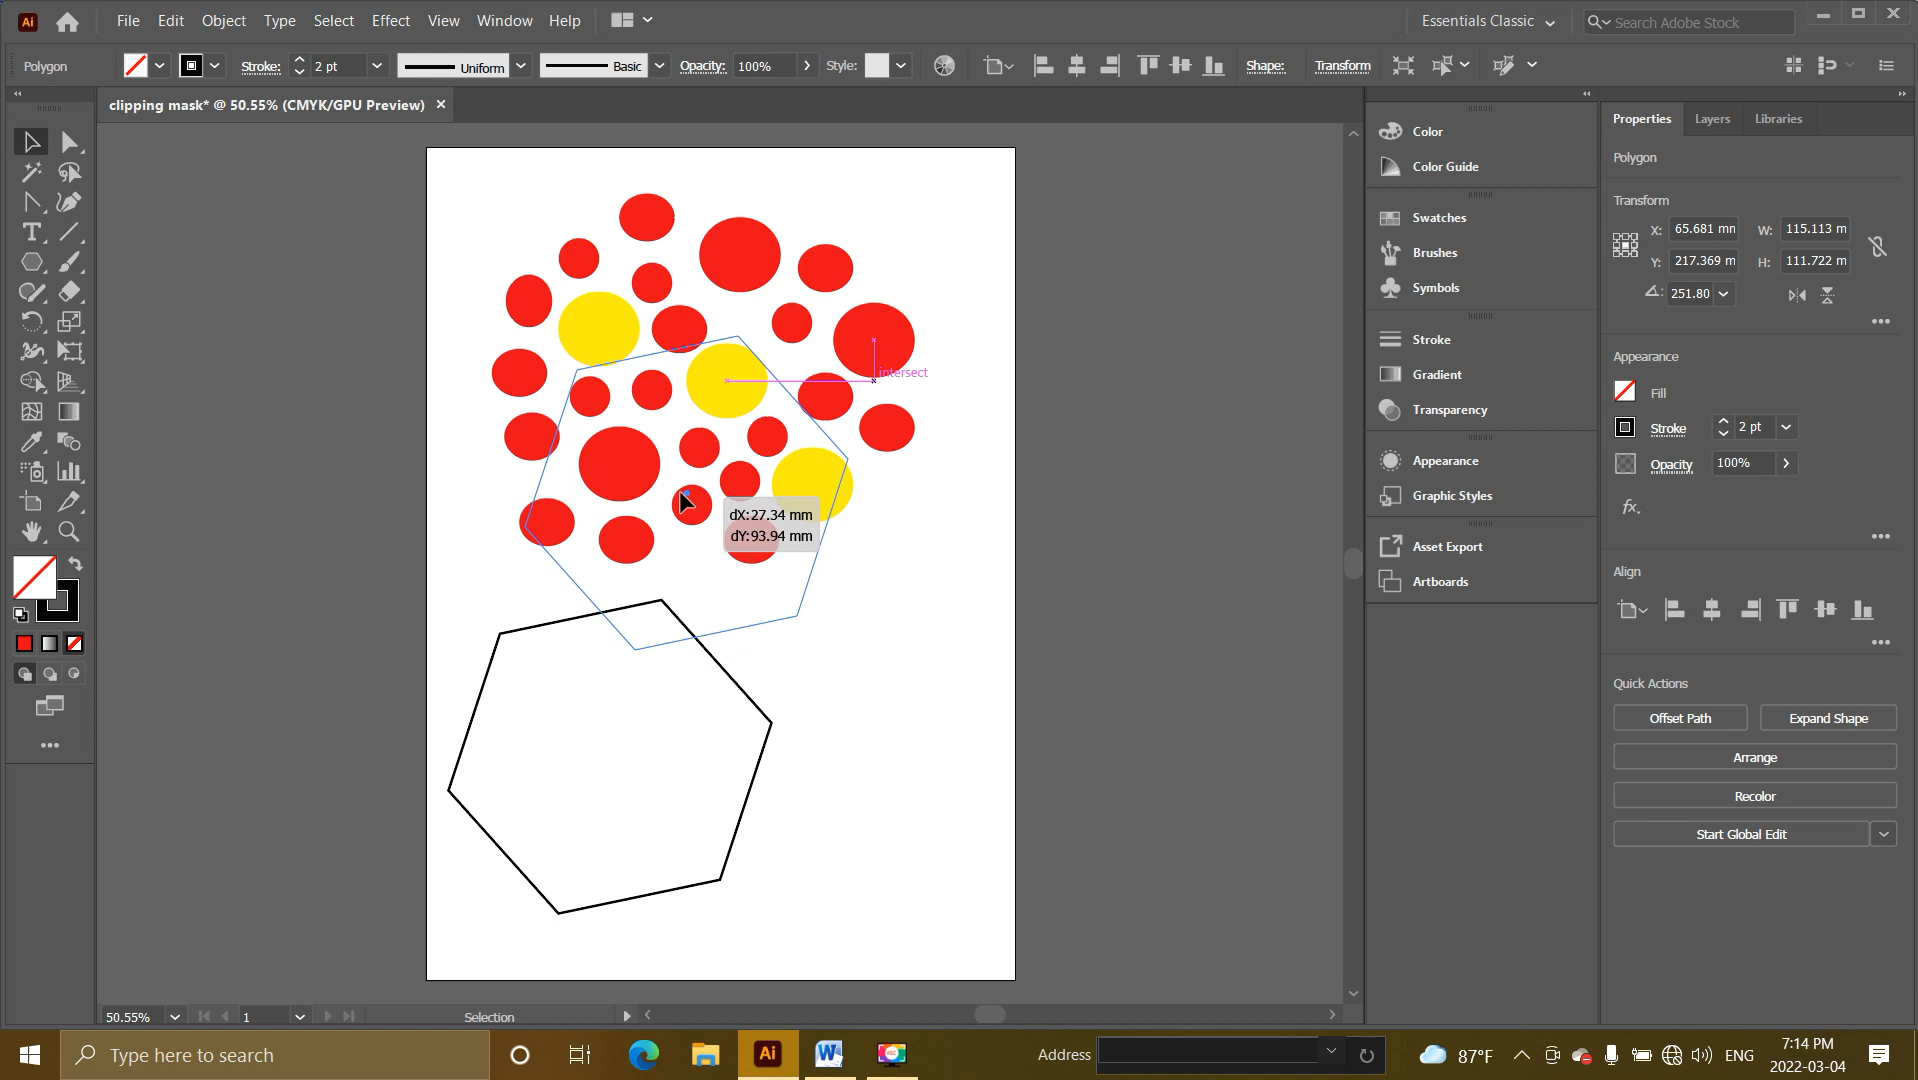 Ai File Edit Object Type Select Effect View Window Help Essentials Classic Search Adobe Stock
Polygon Stroke: 2 pt Uniform Basic Opacity: 100% Style: Shape: Transform
clipping mask* @ 50.55% (CMYK/GPU Preview)
Properties Layers Libraries
Color
Color Guide
Swatches
Brushes
Symbols
Stroke
Gradient
Transparency
Appearance
Graphic Styles
Asset Export
Artboards
Polygon
Transform
X: 65.681 mm W: 115.113 m
Y: 217.369 m H: 111.722 m
251.80
Appearance
Fill
Stroke 2 pt
Opacity 100%
fx.
Align
Quick Actions
Offset Path Expand Shape
Arrange
Recolor
Start Global Edit
intersect
dX:27.34 mm
dY:93.94 mm
50.55% 1 Selection
Type here to search Ai Address 87°F ENG 7:14 PM
2022-03-04